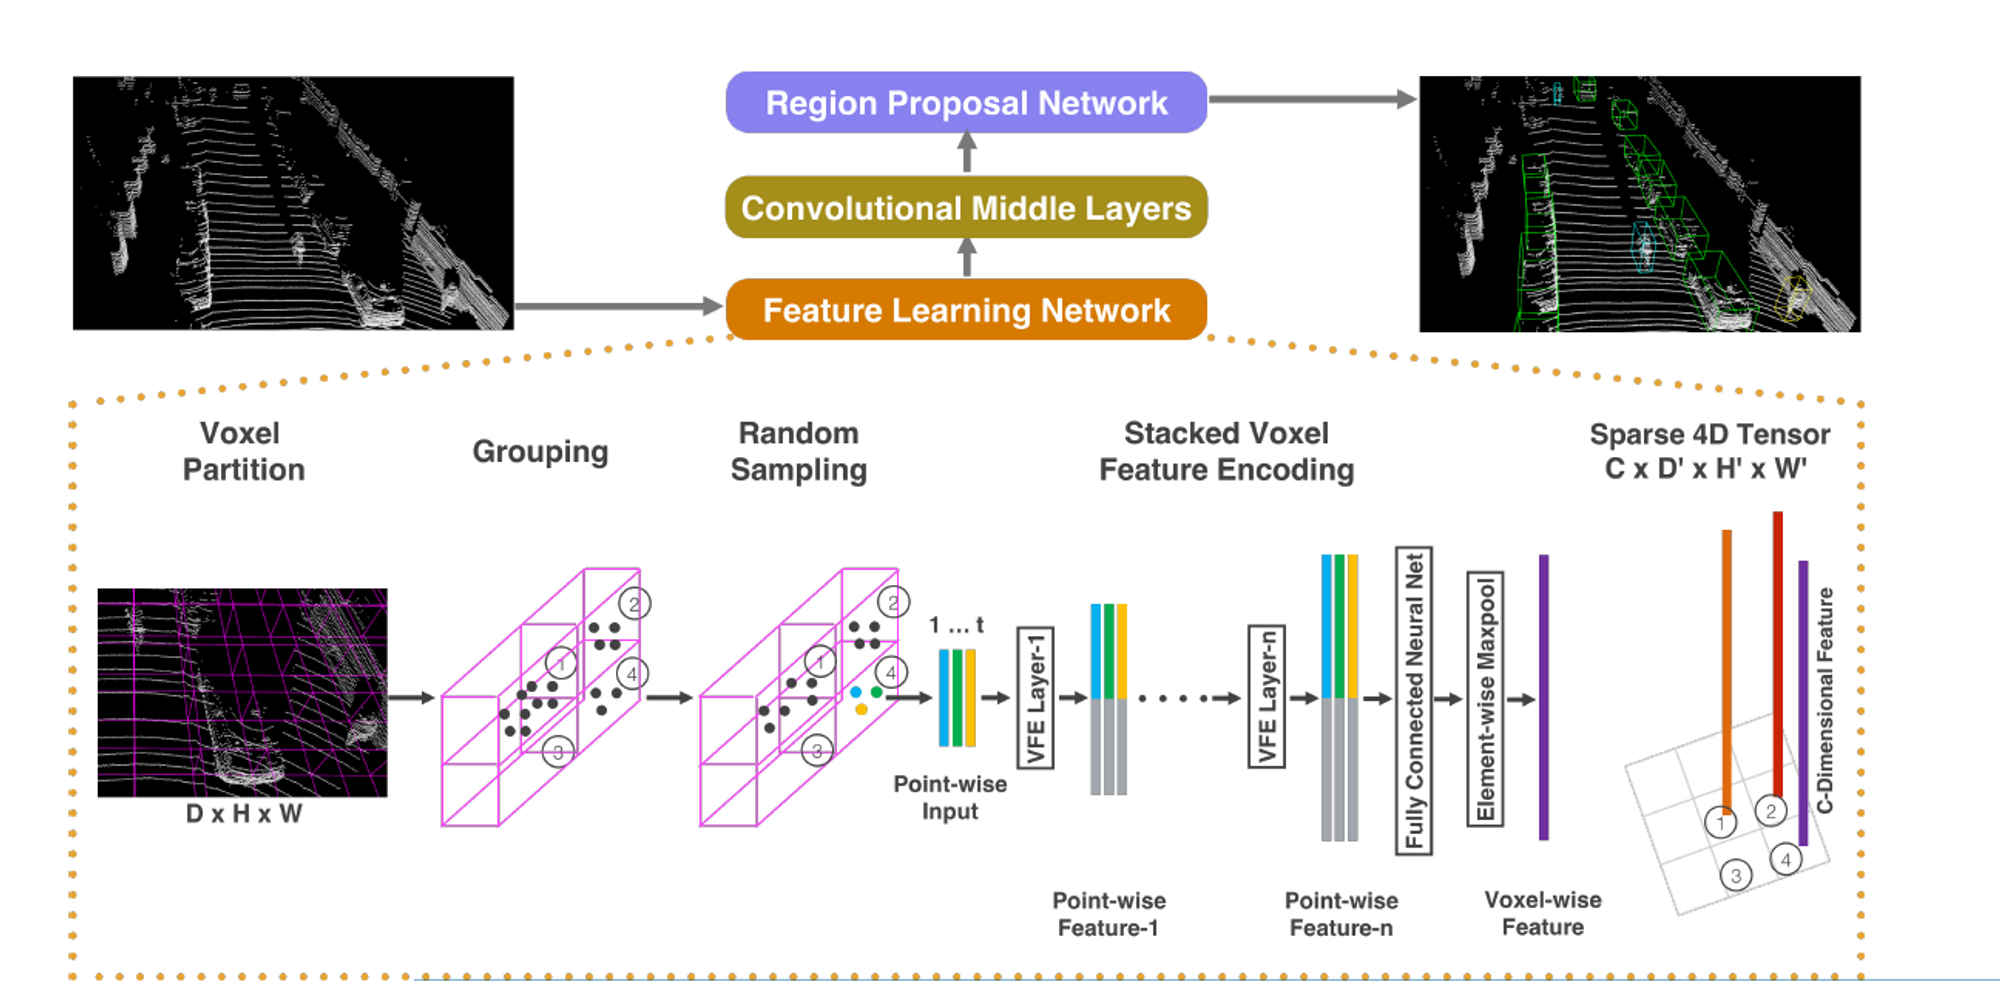 Region Proposal Network
Convolutional Middle Layers
Feature Learning Network
Voxel
Partition
Grouping
Random
Sampling
Stacked Voxel
Feature Encoding
Sparse 4D Tensor
C x D' x H' x W'
D x H x W
1
2
3
4
1
2
3
4
1 ... t
Point-wise
Input
VFE Layer-1
Point-wise
Feature-1
VFE Layer-n
Point-wise
Feature-n
Fully Connected Neural Net
Element-wise Maxpool
Voxel-wise
Feature
C-Dimensional Feature
1
2
3
4